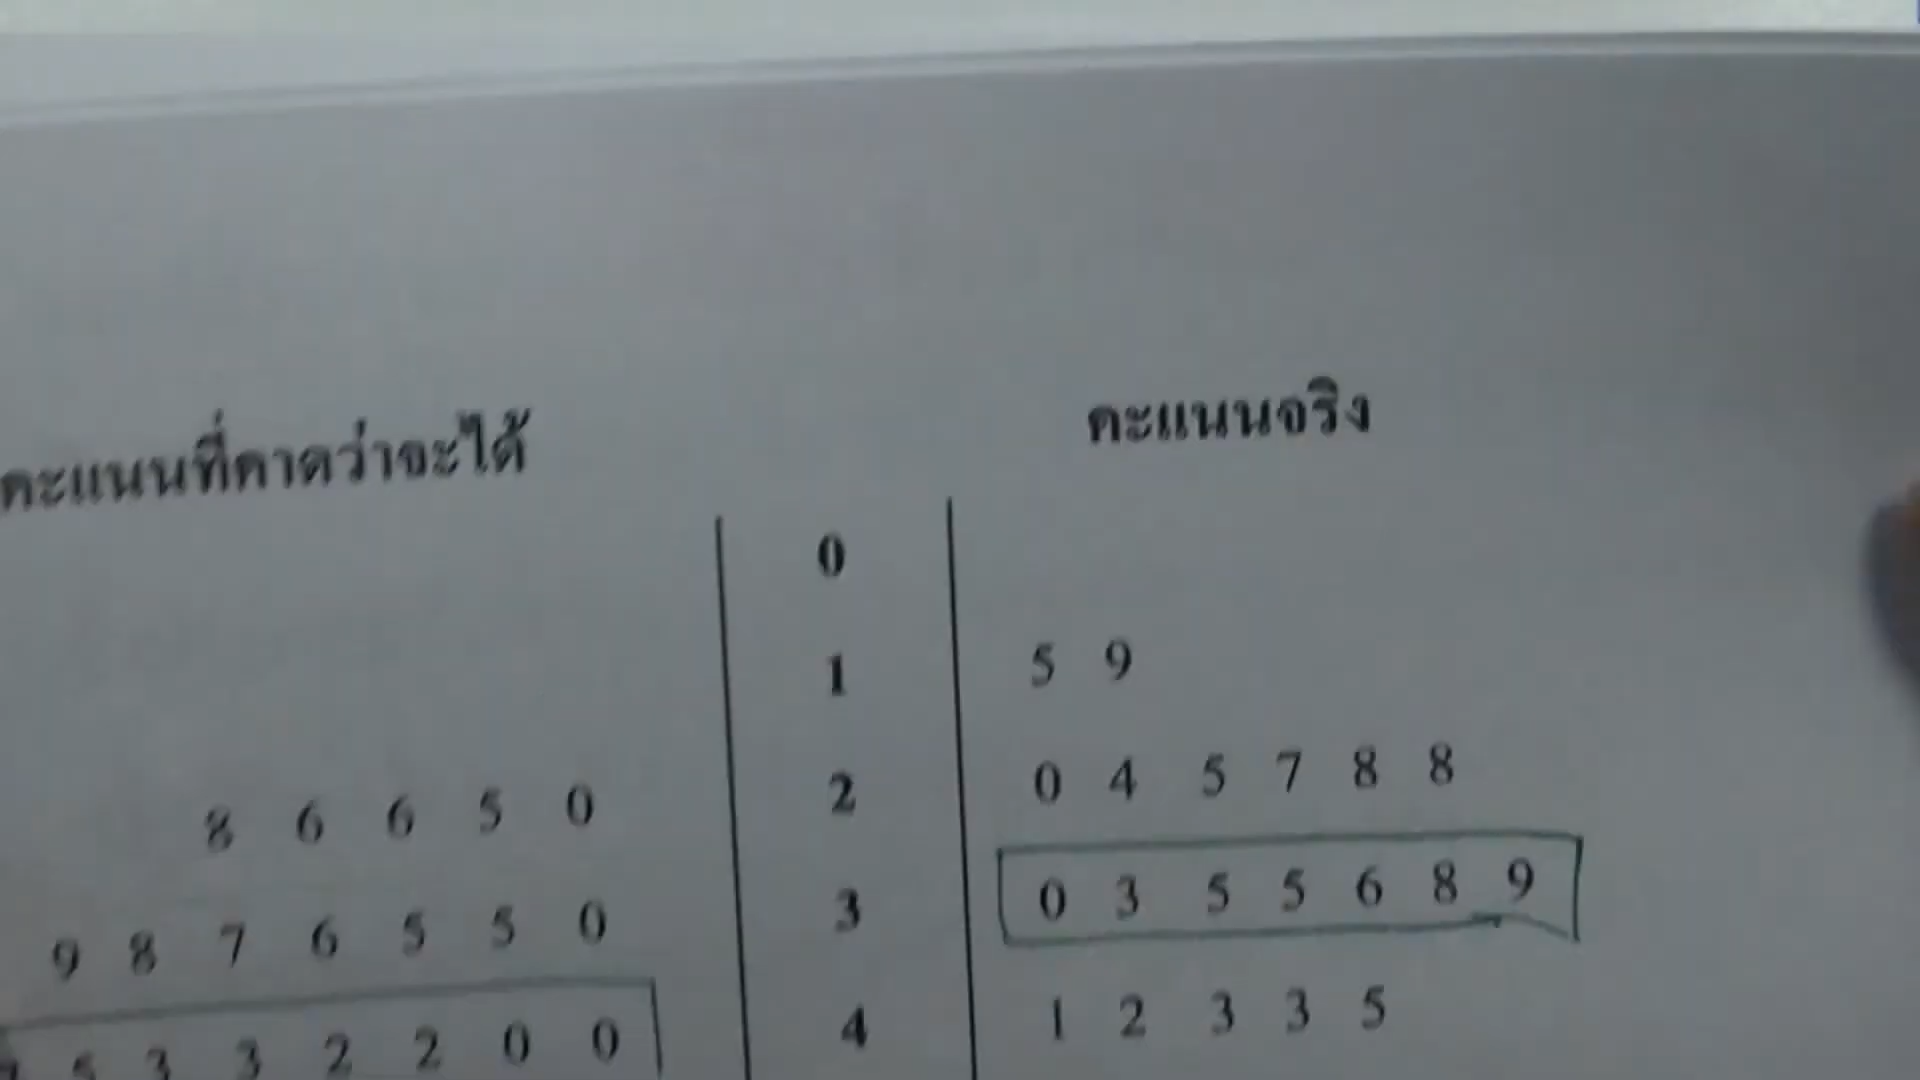 คะแนนที่คาดว่าจะได้ คะแนนจริง
0
1 5 9
8 6 6 5 0 2 0 4 5 7 8 8
9 8 7 6 5 5 0 3 0 3 5 5 6 8 9
5 3 3 2 2 0 0 4 1 2 3 3 5